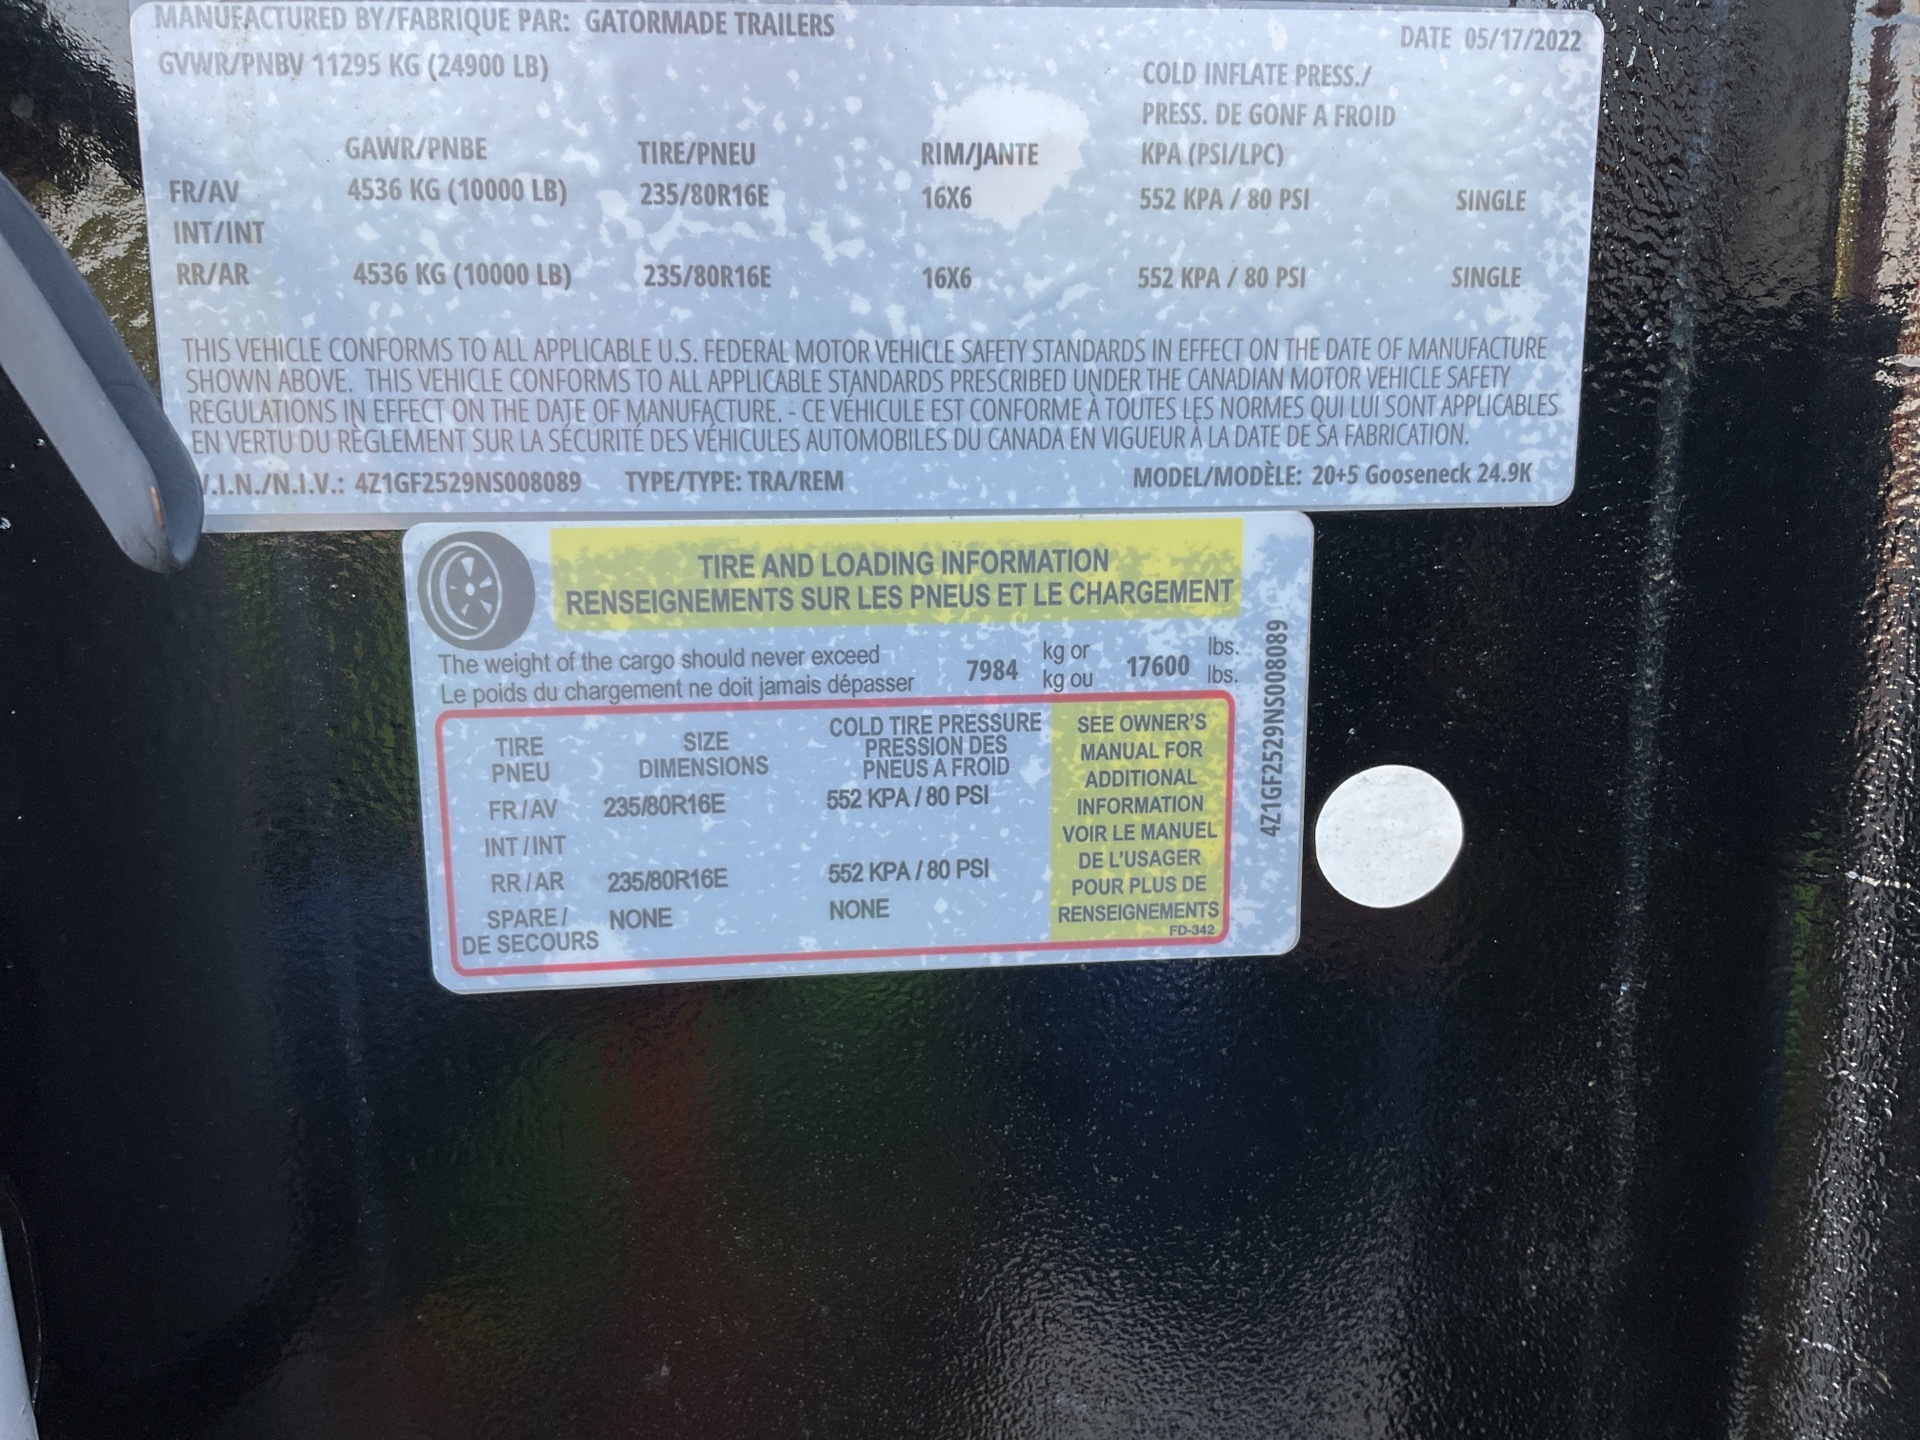 MANUFACTURED BY/FABRIQUE PAR: GATORMADE TRAILERS DATE 05/17/2022
GVWR/PNBV 11295 KG (24900 LB)
COLD INFLATE PRESS./
PRESS. DE GONF A FROID
GAWR/PNBE TIRE/PNEU RIM/JANTE KPA (PSI/LPC)
FR/AV 4536 KG (10000 LB) 235/80R16E 16X6 552 KPA / 80 PSI SINGLE
INT/INT
RR/AR 4536 KG (10000 LB) 235/80R16E 16X6 552 KPA / 80 PSI SINGLE
THIS VEHICLE CONFORMS TO ALL APPLICABLE U.S. FEDERAL MOTOR VEHICLE SAFETY STANDARDS IN EFFECT ON THE DATE OF MANUFACTURE
SHOWN ABOVE. THIS VEHICLE CONFORMS TO ALL APPLICABLE STANDARDS PRESCRIBED UNDER THE CANADIAN MOTOR VEHICLE SAFETY
REGULATIONS IN EFFECT ON THE DATE OF MANUFACTURE. - CE VÉHICULE EST CONFORME À TOUTES LES NORMES QUI LUI SONT APPLICABLES
EN VERTU DU RÈGLEMENT SUR LA SÉCURITÉ DES VÉHICULES AUTOMOBILES DU CANADA EN VIGUEUR À LA DATE DE SA FABRICATION.
V.I.N./N.I.V.: 4Z1GF2529NS008089 TYPE/TYPE: TRA/REM MODEL/MODÈLE: 20+5 Gooseneck 24.9K
TIRE AND LOADING INFORMATION
RENSEIGNEMENTS SUR LES PNEUS ET LE CHARGEMENT
The weight of the cargo should never exceed 7984 kg or 17600 lbs.
Le poids du chargement ne doit jamais dépasser kg ou lbs.
TIRE SIZE COLD TIRE PRESSURE
PNEU DIMENSIONS PRESSION DES
PNEUS A FROID
FR/AV 235/80R16E 552 KPA / 80 PSI
INT/INT
RR/AR 235/80R16E 552 KPA / 80 PSI
SPARE/ NONE NONE
DE SECOURS
SEE OWNER'S
MANUAL FOR
ADDITIONAL
INFORMATION
VOIR LE MANUEL
DE L'USAGER
POUR PLUS DE
RENSEIGNEMENTS
FD-342
4Z1GF2529NS008089